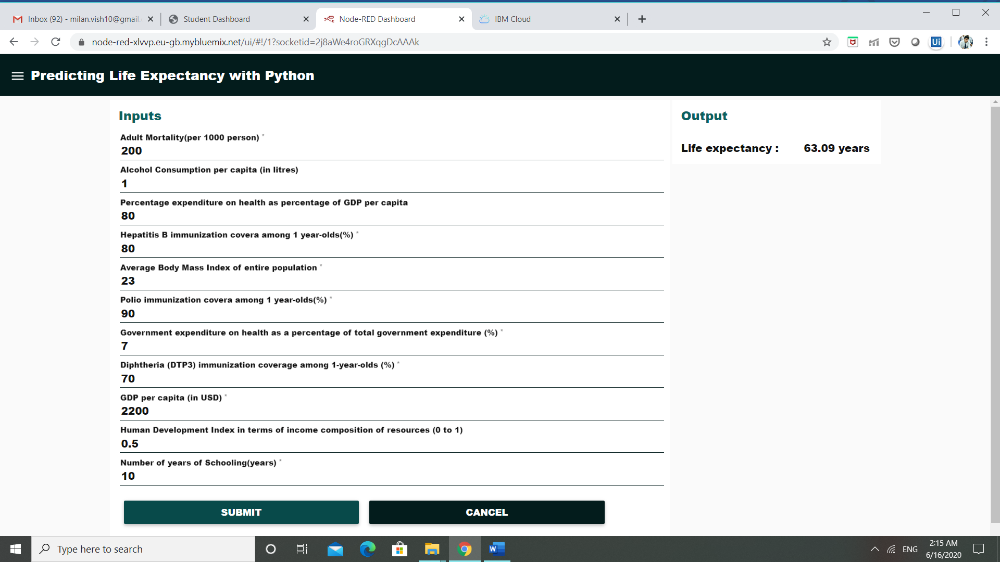 Inbox (92) - milan.vish10@gmail.
Student Dashboard
Node-RED Dashboard
IBM Cloud
node-red-xlvvp.eu-gb.mybluemix.net/ui/#!/1?socketid=2j8aWe4roGRXqgDcAAAk
Ui
Predicting Life Expectancy with Python
Inputs
Adult Mortality(per 1000 person) *
200
Alcohol Consumption per capita (in litres)
1
Percentage expenditure on health as percentage of GDP per capita
80
Hepatitis B immunization covera among 1 year-olds(%) *
80
Average Body Mass Index of entire population *
23
Polio immunization covera among 1 year-olds(%) *
90
Government expenditure on health as a percentage of total government expenditure (%) *
7
Diphtheria (DTP3) immunization coverage among 1-year-olds (%) *
70
GDP per capita (in USD) *
2200
Human Development Index in terms of income composition of resources (0 to 1)
0.5
Number of years of Schooling(years) *
10
SUBMIT
CANCEL
Output
Life expectancy : 63.09 years
Type here to search
W
ENG
2:15 AM
6/16/2020